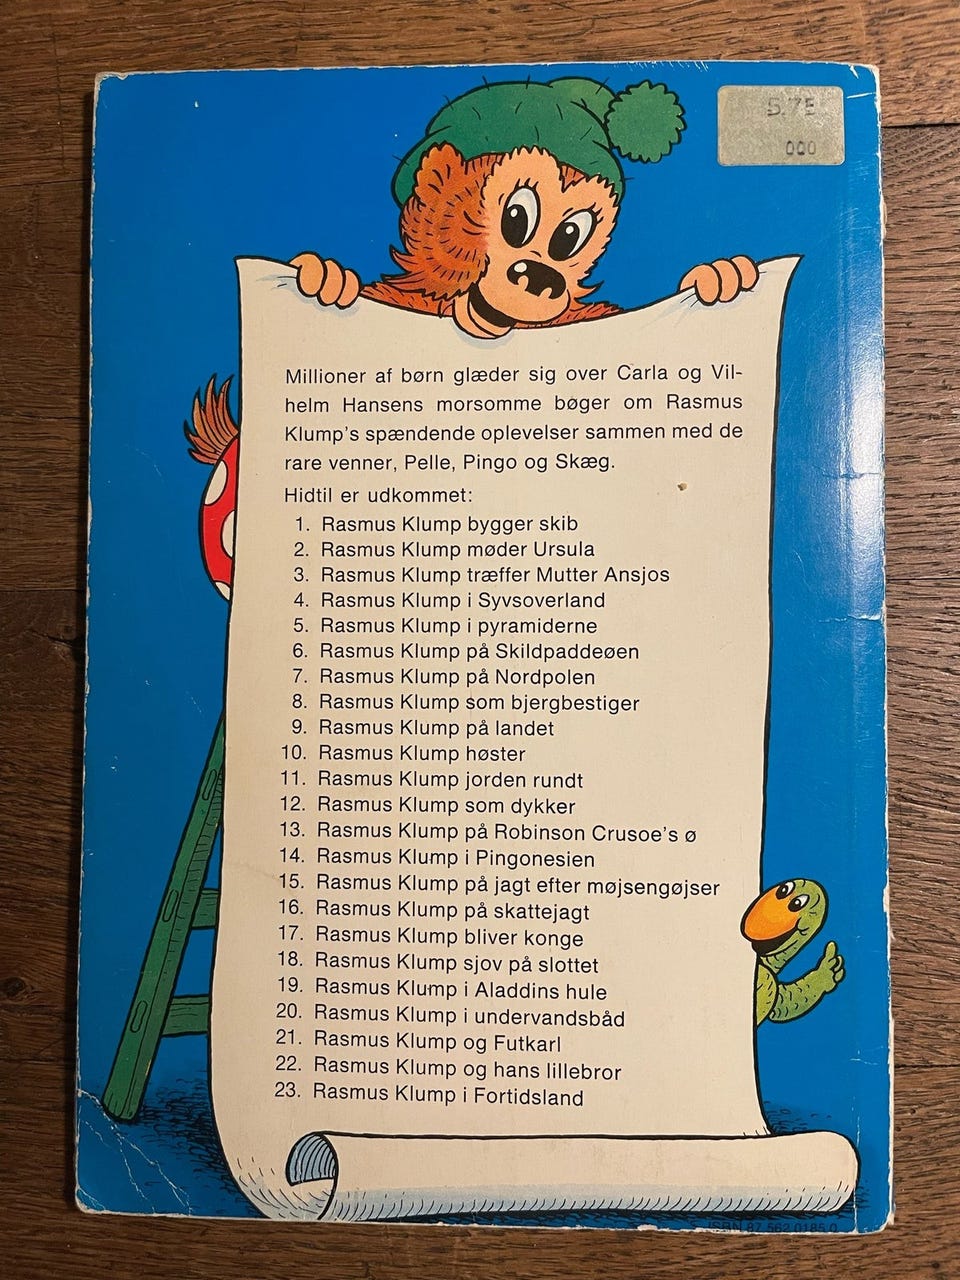 5.75
000
Millioner af børn glæder sig over Carla og Vil-
helm Hansens morsomme bøger om Rasmus
Klump's spændende oplevelser sammen med de
rare venner, Pelle, Pingo og Skæg.
Hidtil er udkommet:
1. Rasmus Klump bygger skib
2. Rasmus Klump møder Ursula
3. Rasmus Klump træffer Mutter Ansjos
4. Rasmus Klump i Syvsoverland
5. Rasmus Klump i pyramiderne
6. Rasmus Klump på Skildpaddeøen
7. Rasmus Klump på Nordpolen
8. Rasmus Klump som bjergbestiger
9. Rasmus Klump på landet
10. Rasmus Klump høster
11. Rasmus Klump jorden rundt
12. Rasmus Klump som dykker
13. Rasmus Klump på Robinson Crusoe's ø
14. Rasmus Klump i Pingonesien
15. Rasmus Klump på jagt efter møjsengøjser
16. Rasmus Klump på skattejagt
17. Rasmus Klump bliver konge
18. Rasmus Klump sjov på slottet
19. Rasmus Klump i Aladdins hule
20. Rasmus Klump i undervandsbåd
21. Rasmus Klump og Futkarl
22. Rasmus Klump og hans lillebror
23. Rasmus Klump i Fortidsland
ISBN 87 562 0185 0